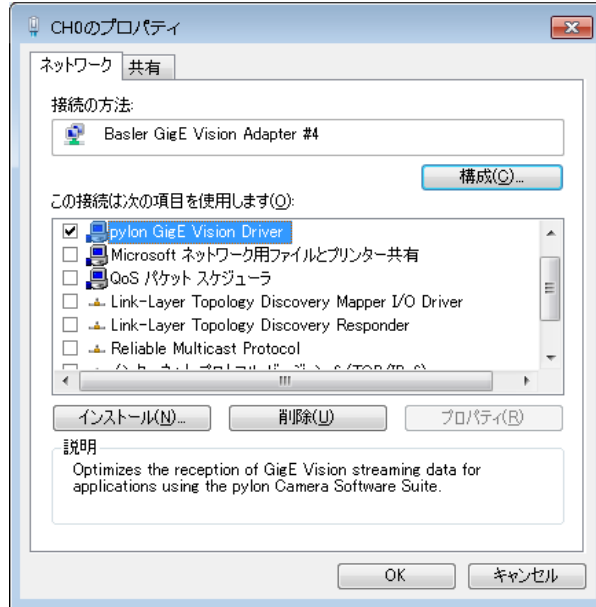 CH0のプロパティ
ネットワーク 共有
接続の方法:
Basler GigE Vision Adapter #4
構成(C)...
この接続は次の項目を使用します(O):
pylon GigE Vision Driver
Microsoft ネットワーク用ファイルとプリンター共有
QoS パケット スケジューラ
Link-Layer Topology Discovery Mapper I/O Driver
Link-Layer Topology Discovery Responder
Reliable Multicast Protocol
インストール(N)... 削除(U) プロパティ(R)
説明
Optimizes the reception of GigE Vision streaming data for
applications using the pylon Camera Software Suite.
OK キャンセル